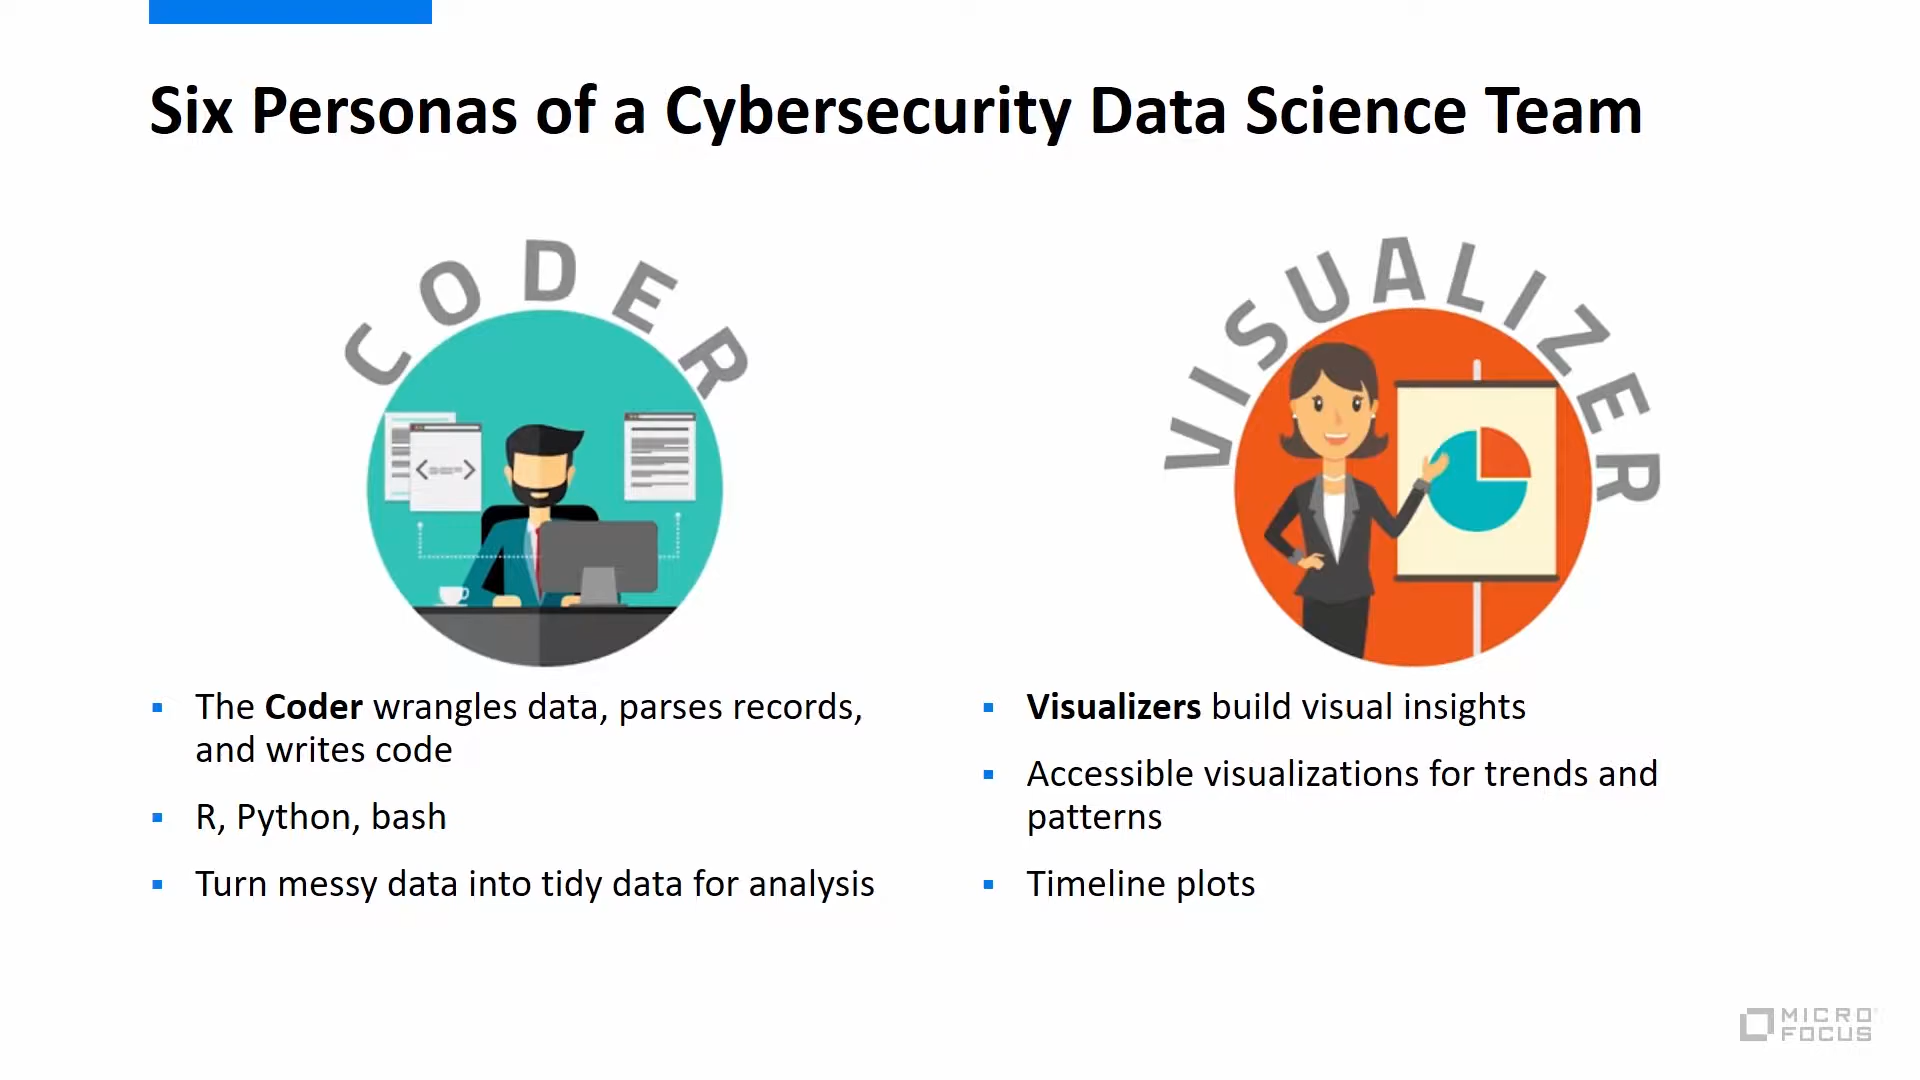 Six Personas of a Cybersecurity Data Science Team
CODER
The Coder wrangles data, parses records,
and writes code
R, Python, bash
Turn messy data into tidy data for analysis
VISUALIZER
Visualizers build visual insights
Accessible visualizations for trends and
patterns
Timeline plots
MICRO
FOCUS